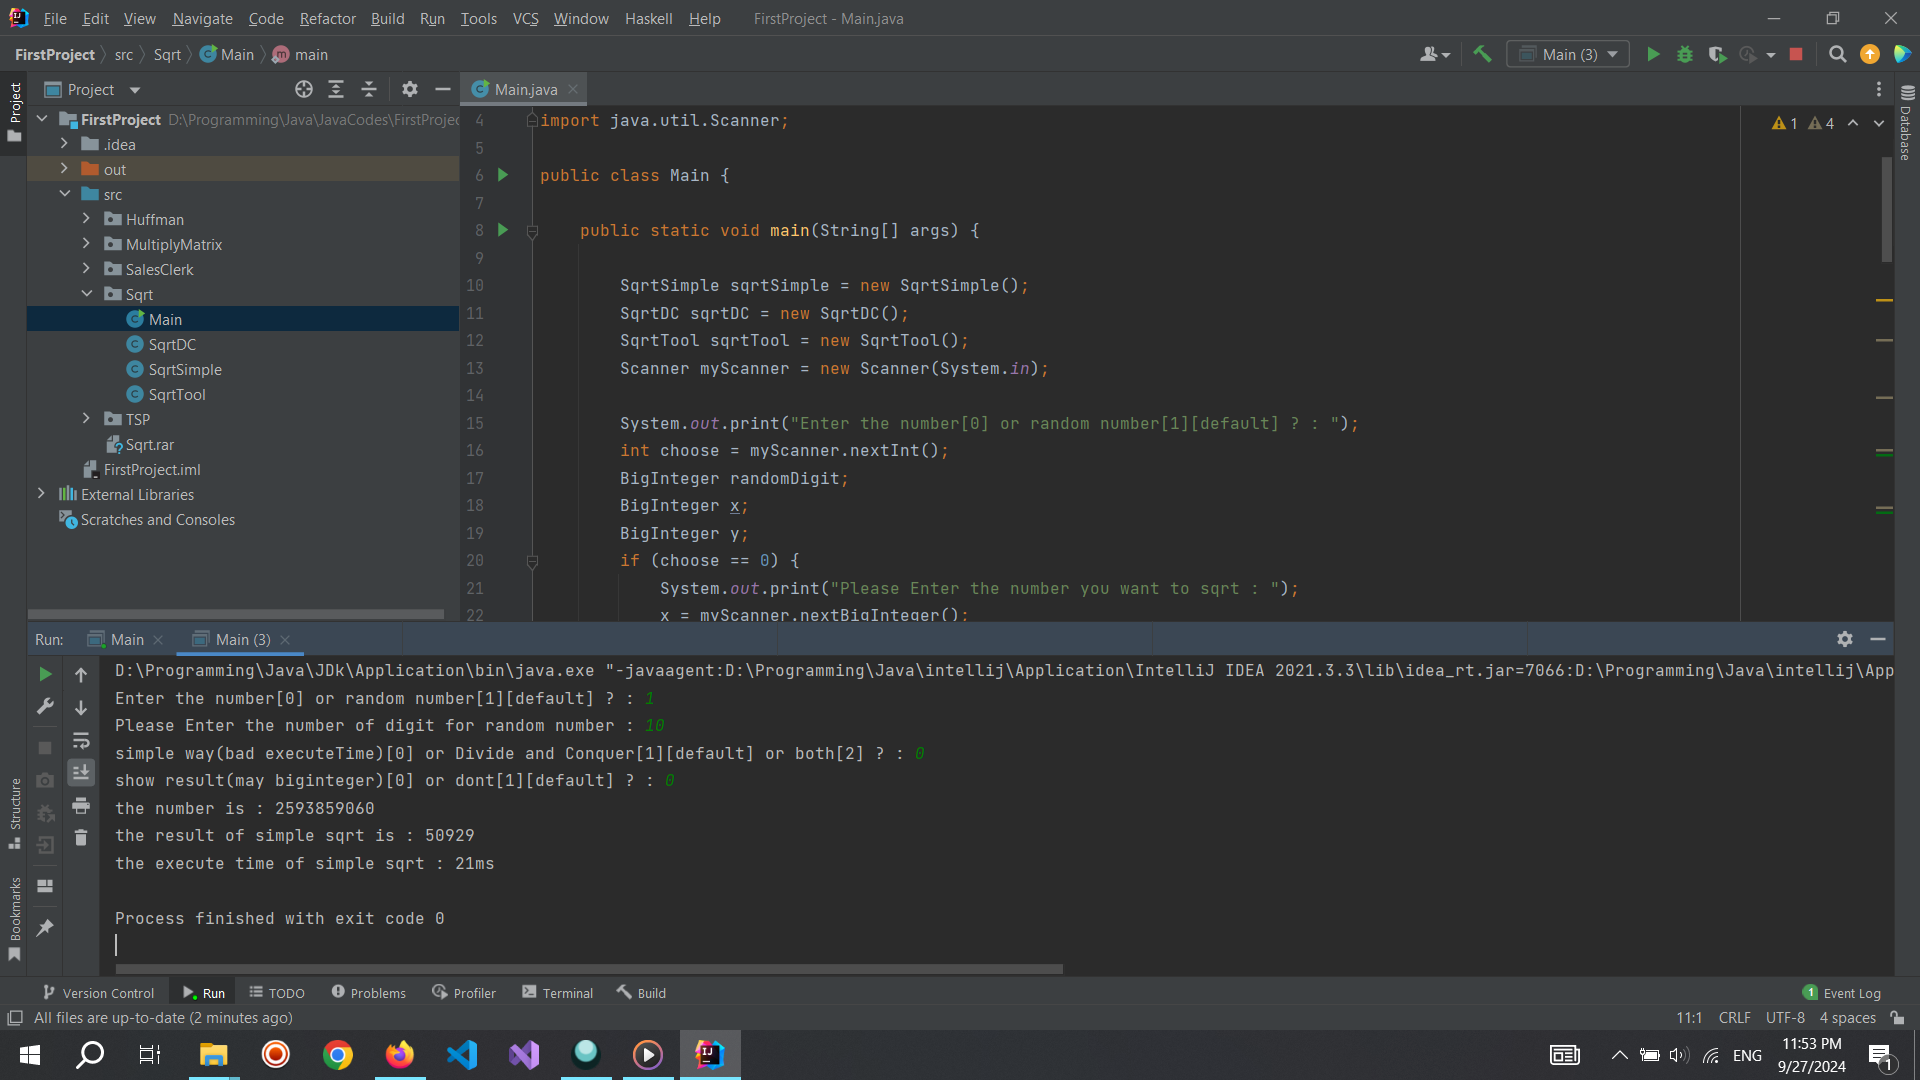 File Edit View Navigate Code Refactor Build Run Tools VCS Window Haskell Help FirstProject - Main.java
FirstProject src Sqrt Main main Main (3)
Project
Main.java
Project
Database
FirstProject D:\Programming\Java\JavaCodes\FirstProjec
.idea
out
src
Huffman
MultiplyMatrix
SalesClerk
Sqrt
Main
SqrtDC
SqrtSimple
SqrtTool
TSP
Sqrt.rar
FirstProject.iml
External Libraries
Scratches and Consoles
1 4
4 import java.util.Scanner;
5
6 public class Main {
7
8 public static void main(String[] args) {
9
10 SqrtSimple sqrtSimple = new SqrtSimple();
11 SqrtDC sqrtDC = new SqrtDC();
12 SqrtTool sqrtTool = new SqrtTool();
13 Scanner myScanner = new Scanner(System.in);
14
15 System.out.print("Enter the number[0] or random number[1][default] ? : ");
16 int choose = myScanner.nextInt();
17 BigInteger randomDigit;
18 BigInteger x;
19 BigInteger y;
20 if (choose == 0) {
21 System.out.print("Please Enter the number you want to sqrt : ");
22 x = myScanner.nextBigInteger();
Run: Main Main (3)
D:\Programming\Java\JDk\Application\bin\java.exe "-javaagent:D:\Programming\Java\intellij\Application\IntelliJ IDEA 2021.3.3\lib\idea_rt.jar=7066:D:\Programming\Java\intellij\App
Enter the number[0] or random number[1][default] ? : 1
Please Enter the number of digit for random number : 10
simple way(bad executeTime)[0] or Divide and Conquer[1][default] or both[2] ? : 0
show result(may biginteger)[0] or dont[1][default] ? : 0
the number is : 2593859060
the result of simple sqrt is : 50929
the execute time of simple sqrt : 21ms
Process finished with exit code 0
Structure
Bookmarks
Version Control Run TODO Problems Profiler Terminal Build 1 Event Log
All files are up-to-date (2 minutes ago) 11:1 CRLF UTF-8 4 spaces
IJ
ENG
11:53 PM
9/27/2024
1